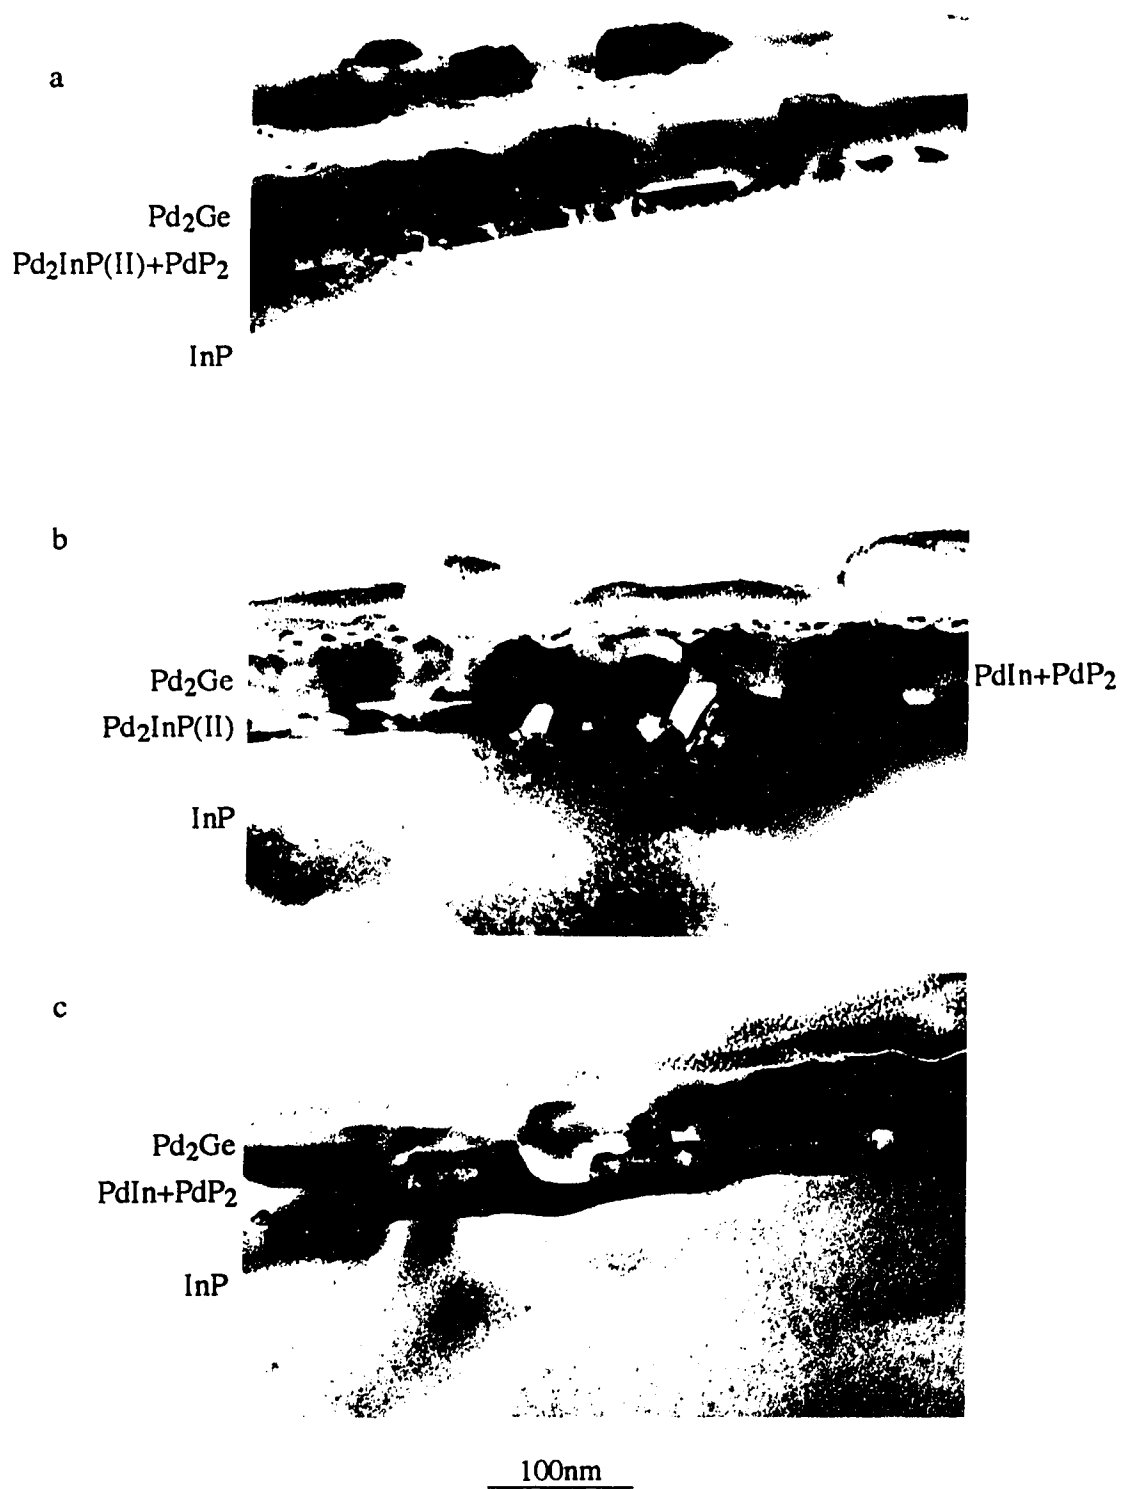 a
Pd2Ge
Pd2InP(II)+PdP2
InP
b
Pd2Ge
PdIn+PdP2
Pd2InP(II)
InP
c
Pd2Ge
PdIn+PdP2
InP
100nm